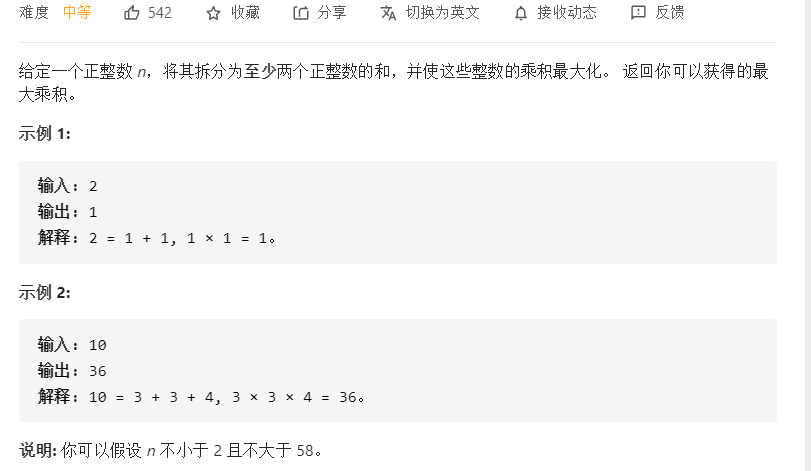 难度 中等 542 收藏 分享 切换为英文 接收动态 反馈
给定一个正整数 n，将其拆分为至少两个正整数的和，并使这些整数的乘积最大化。 返回你可以获得的最
大乘积。
示例 1:
输入: 2
输出: 1
解释: 2 = 1 + 1, 1 × 1 = 1。
示例 2:
输入: 10
输出: 36
解释: 10 = 3 + 3 + 4, 3 × 3 × 4 = 36。
说明: 你可以假设 n 不小于 2 且不大于 58。